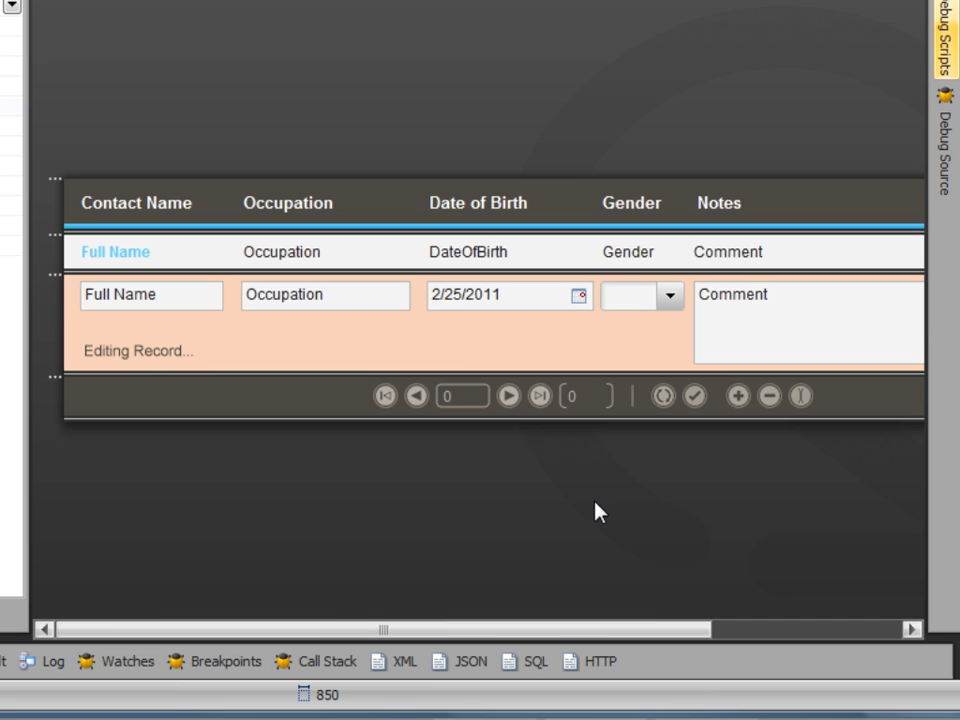 Debug Scripts
Debug Source
Contact Name Occupation Date of Birth Gender Notes
Full Name Occupation DateOfBirth Gender Comment
Full Name Occupation 2/25/2011 Comment
Editing Record...
0 0
Log Watches Breakpoints Call Stack XML JSON SQL HTTP
850